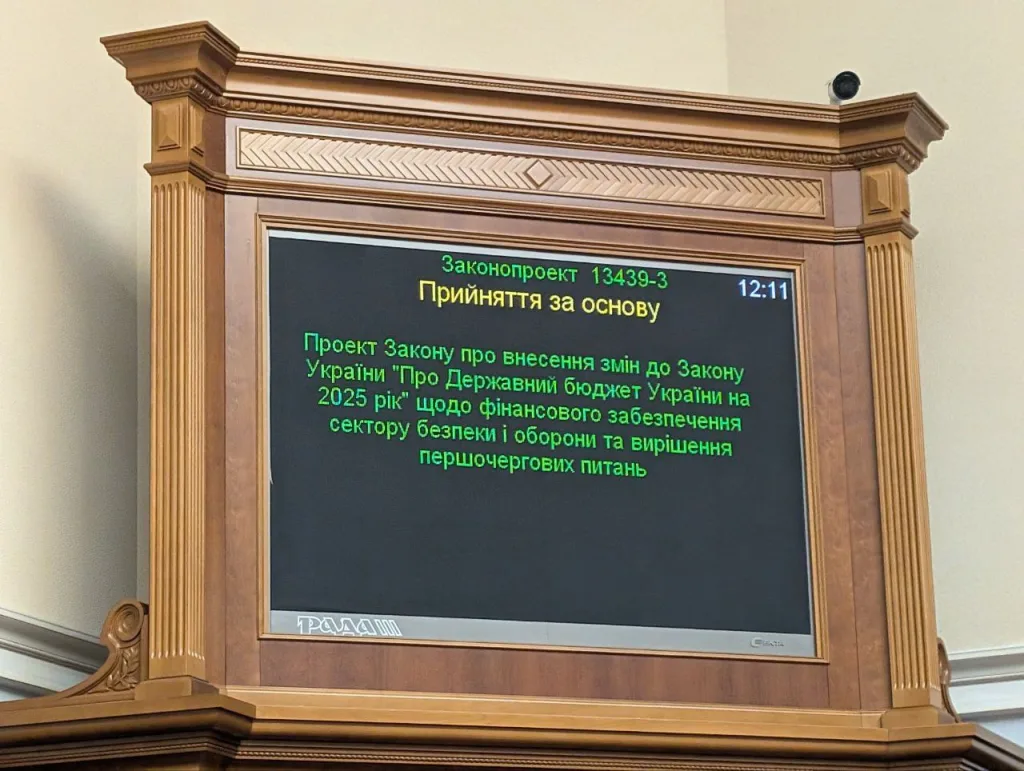 Законопроект 13439-3
12:11
Прийняття за основу
Проект Закону про внесення змін до Закону
України "Про Державний бюджет України на
2025 рік" щодо фінансового забезпечення
сектору безпеки і оборони та вирішення
першочергових питань
РАДА III